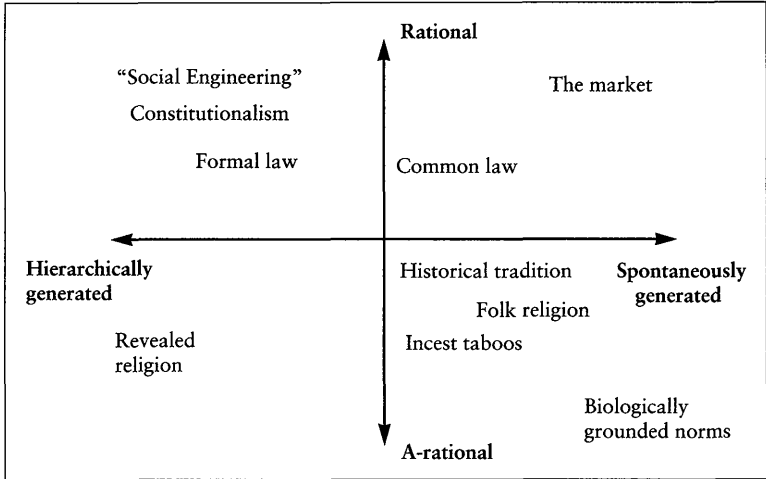 Rational
“Social Engineering”
The market
Constitutionalism
Formal law
Common law
Hierarchically
generated
Historical tradition
Spontaneously
generated
Folk religion
Revealed
religion
Incest taboos
Biologically
grounded norms
A-rational